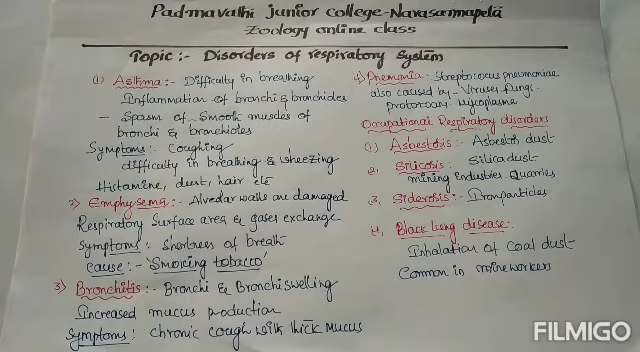 Padmavathi junior college-Narasannapeta
Zoology online class
Topic :- Disorders of respiratory System
1) Asthma :- Difficulty in breathing
Inflammation of bronchi & bronchioles
- Spasm of Smooth muscles of
bronchi & bronchioles
Symptoms: Coughing
difficulty in breathing & wheezing
Histamine, dust, hair etc
2) Emphysema :- Alveolar walls are damaged
Respiratory Surface area & gases exchange
Symptoms : Shortness of breath
Cause :- 'Smoking tobacco'
3) Bronchitis :- Bronchi & Bronchi swelling
Increased mucus production
Symptoms: chronic cough with thick mucus
4) Pnemonia: Streptococus pneumoniae
also caused by - Viruses, fungi
protozoan, Mycoplasma
Occupational Respiratory disorders
1) Asbestosis: Asbestos dust
2. Silicosis: Silica dust
mining Industries, Quarries
3. Siderosis: Iron particles
4. Black Lung disease:
Inhalation of Coal dust
Common in mine workers
FILMIGO